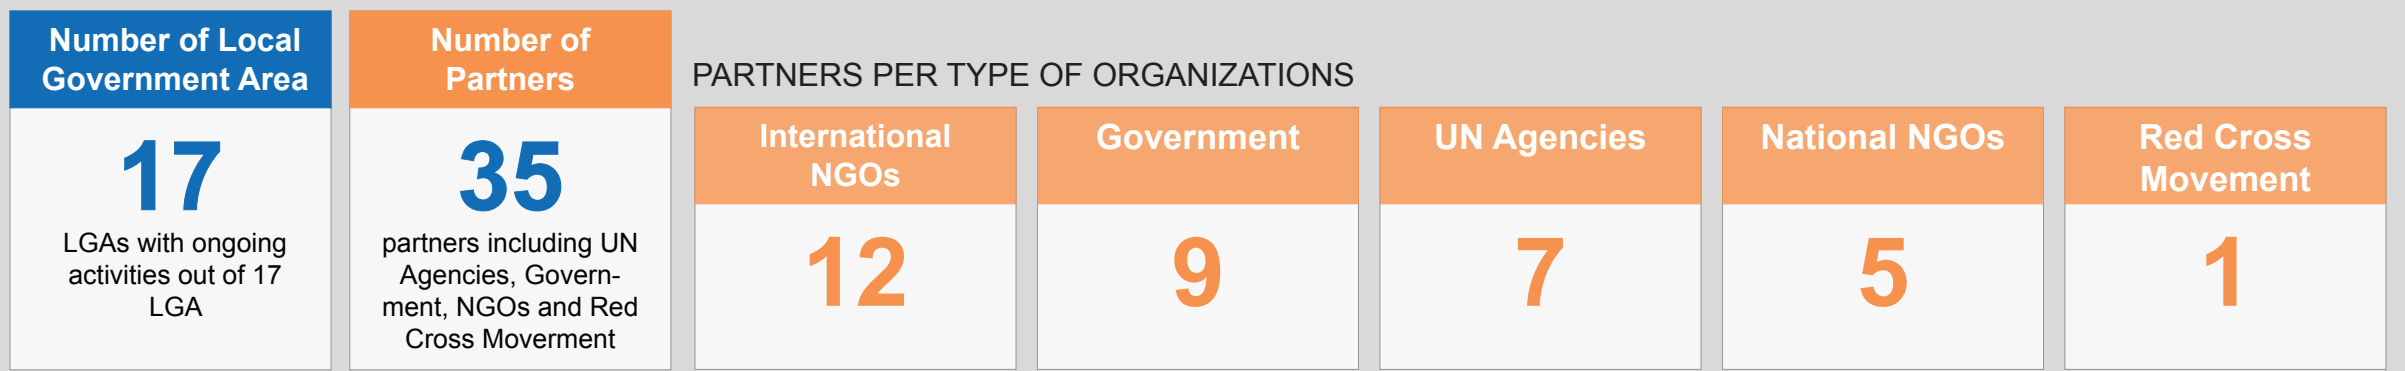 Number of Local
Government Area
17
LGAs with ongoing
activities out of 17
LGA
Number of
Partners
35
partners including UN
Agencies, Govern-
ment, NGOs and Red
Cross Moverment
PARTNERS PER TYPE OF ORGANIZATIONS
International
NGOs
12
Government
9
UN Agencies
7
National NGOs
5
Red Cross
Movement
1